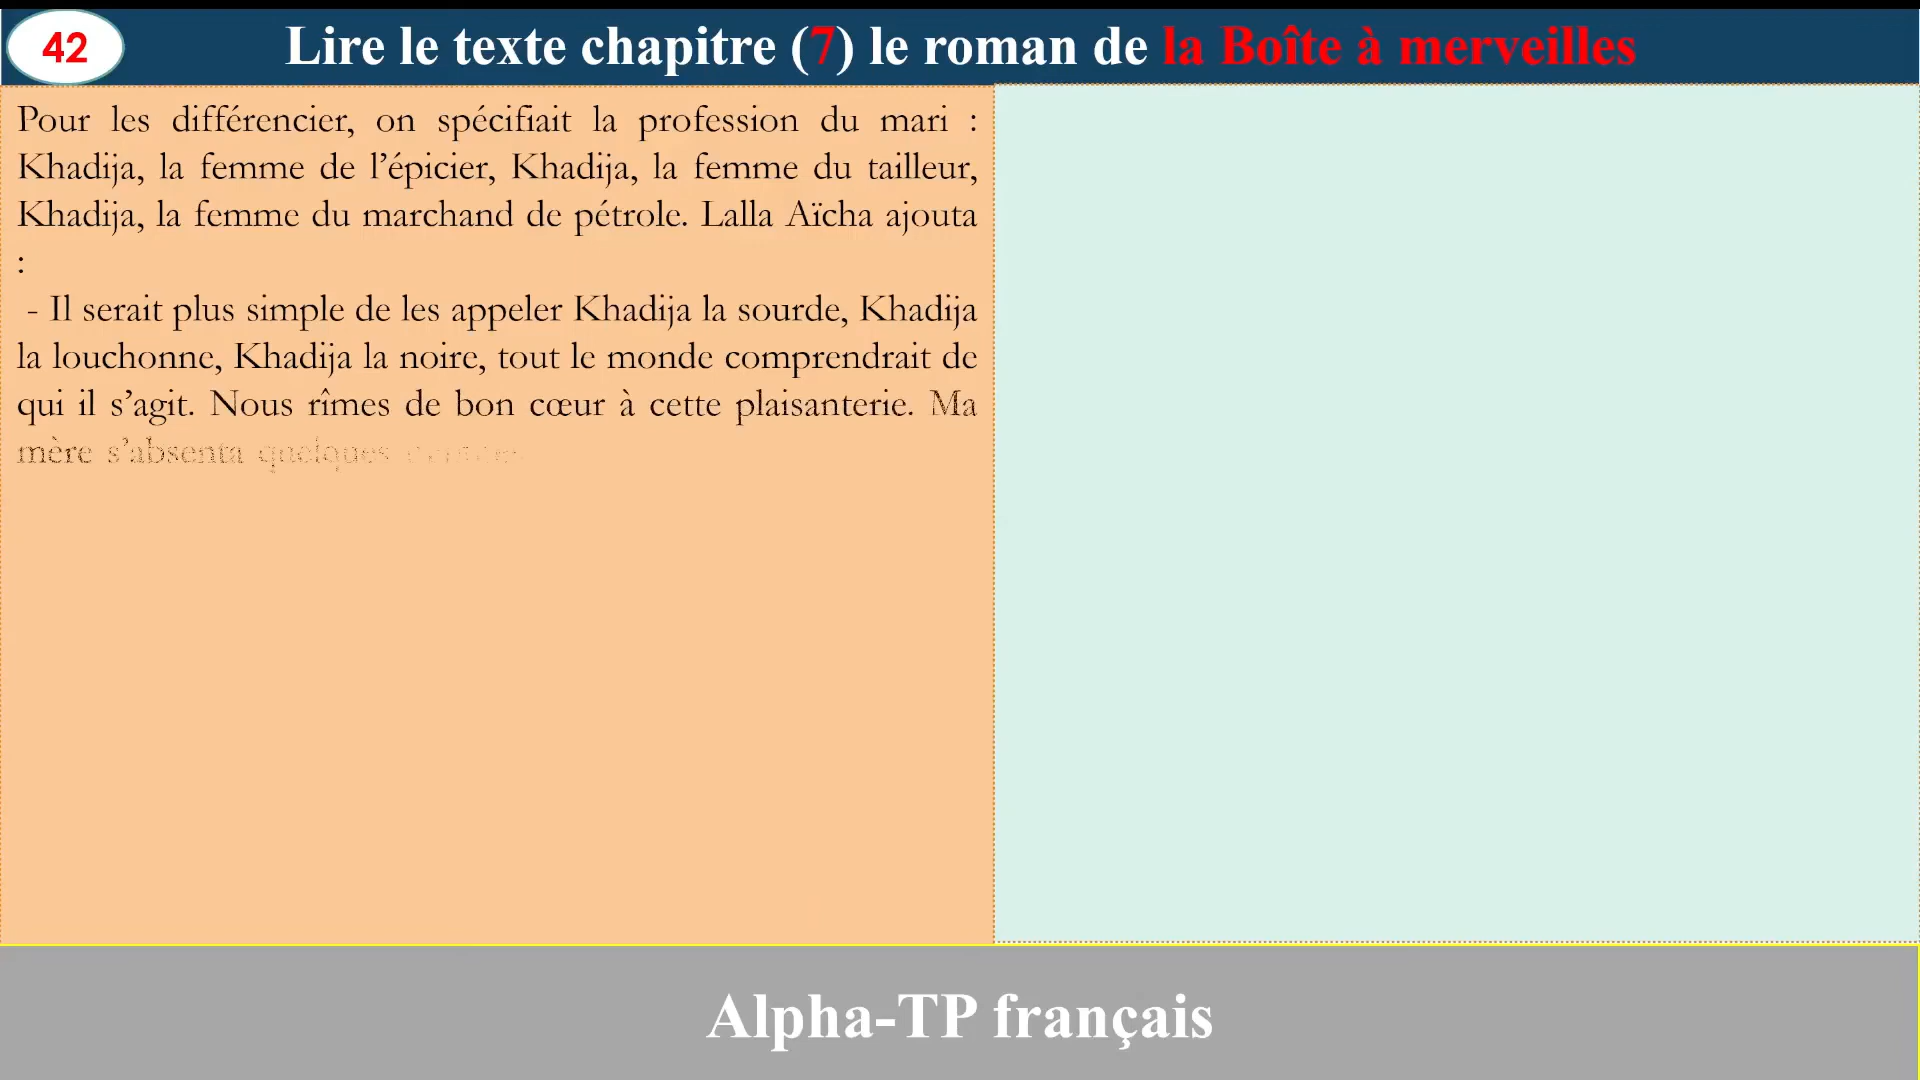 42
Lire le texte chapitre (7) le roman de la Boîte à merveilles
Pour les différencier, on spécifiait la profession du mari :
Khadija, la femme de l’épicier, Khadija, la femme du tailleur,
Khadija, la femme du marchand de pétrole. Lalla Aïcha ajouta
:
- Il serait plus simple de les appeler Khadija la sourde, Khadija
la louchonne, Khadija la noire, tout le monde comprendrait de
qui il s’agit. Nous rîmes de bon cœur à cette plaisanterie. Ma
mère s’absenta quelques
Alpha-TP français